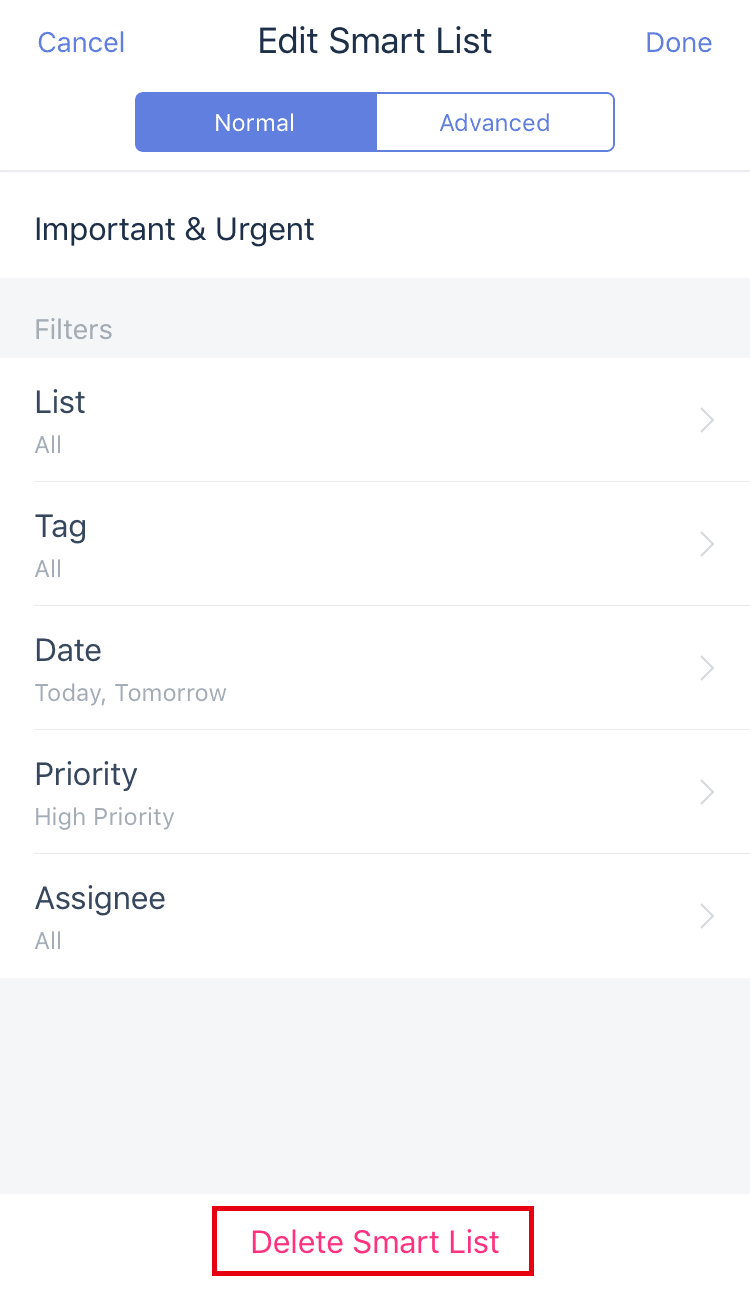 Cancel Edit Smart List Done
Normal Advanced
Important & Urgent
Filters
List
All
Tag
All
Date
Today, Tomorrow
Priority
High Priority
Assignee
All
Delete Smart List